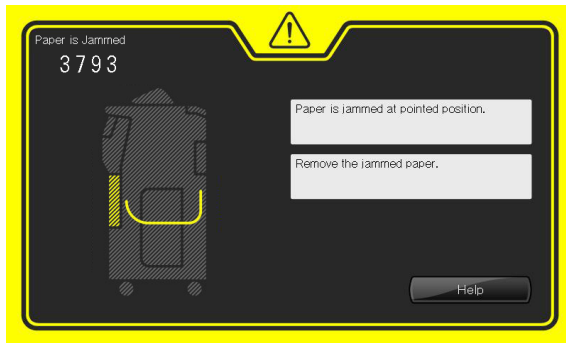 Paper is Jammed
3793
Paper is jammed at pointed position.
Remove the jammed paper.
Help